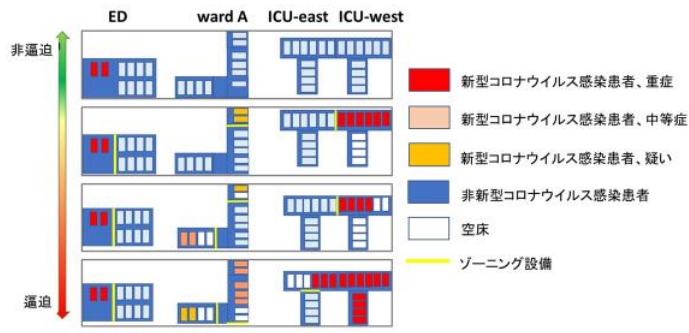 ED
ward A
ICU-east
ICU-west
非逼迫
逼迫
新型コロナウイルス感染患者、重症
新型コロナウイルス感染患者、中等症
新型コロナウイルス感染患者、疑い
非新型コロナウイルス感染患者
空床
ゾーニング設備